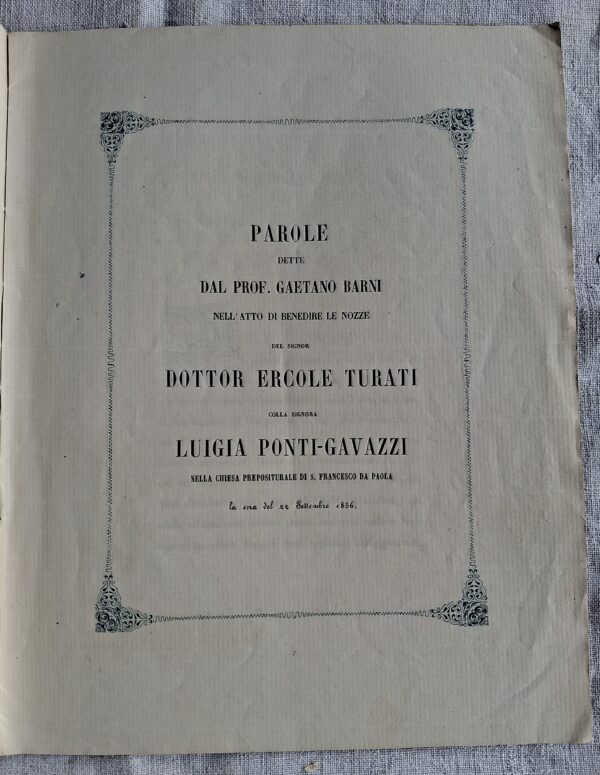 PAROLE
DETTE
DAL PROF. GAETANO BARNI
NELL'ATTO DI BENEDIRE LE NOZZE
DEL SIGNOR
DOTTOR ERCOLE TURATI
COLLA SIGNORA
LUIGIA PONTI-GAVAZZI
NELLA CHIESA PREPOSITURALE DI S. FRANCESCO DA PAOLA
la sera del 22 Settembre 1856.